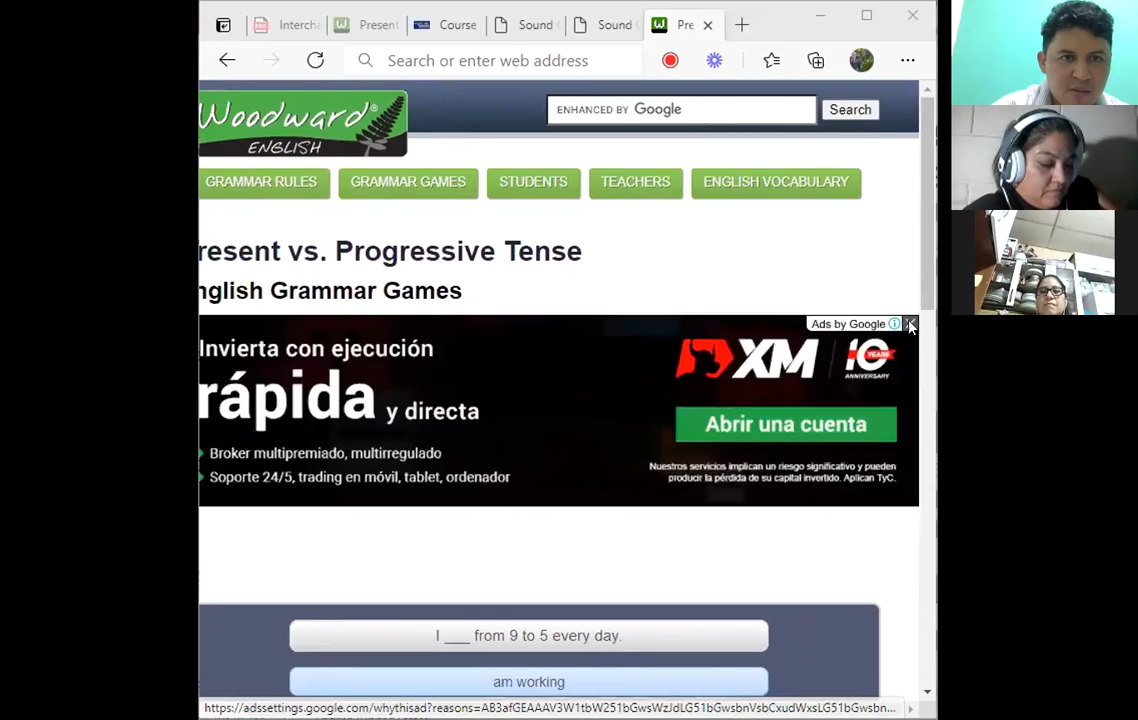 Intercha
Present
Course
Sound
Sound
Pre
Search or enter web address
Woodward®
ENGLISH
ENHANCED BY Google
Search
GRAMMAR RULES
GRAMMAR GAMES
STUDENTS
TEACHERS
ENGLISH VOCABULARY
resent vs. Progressive Tense
nglish Grammar Games
Ads by Google
Invierta con ejecución
rápida y directa
Broker multipremiado, multirregulado
Soporte 24/5, trading en móvil, tablet, ordenador
XM
10
YEARS
ANNIVERSARY
Abrir una cuenta
Nuestros servicios implican un riesgo significativo y pueden
producir la pérdida de su capital invertido. Aplican TyC.
I ___ from 9 to 5 every day.
am working
https://adssettings.google.com/whythisad?reasons=AB3afGEAAAV3W1tbW251bGwsWzJdLG51bGwsbnVsbCxudWxsLG51bGwsbn...